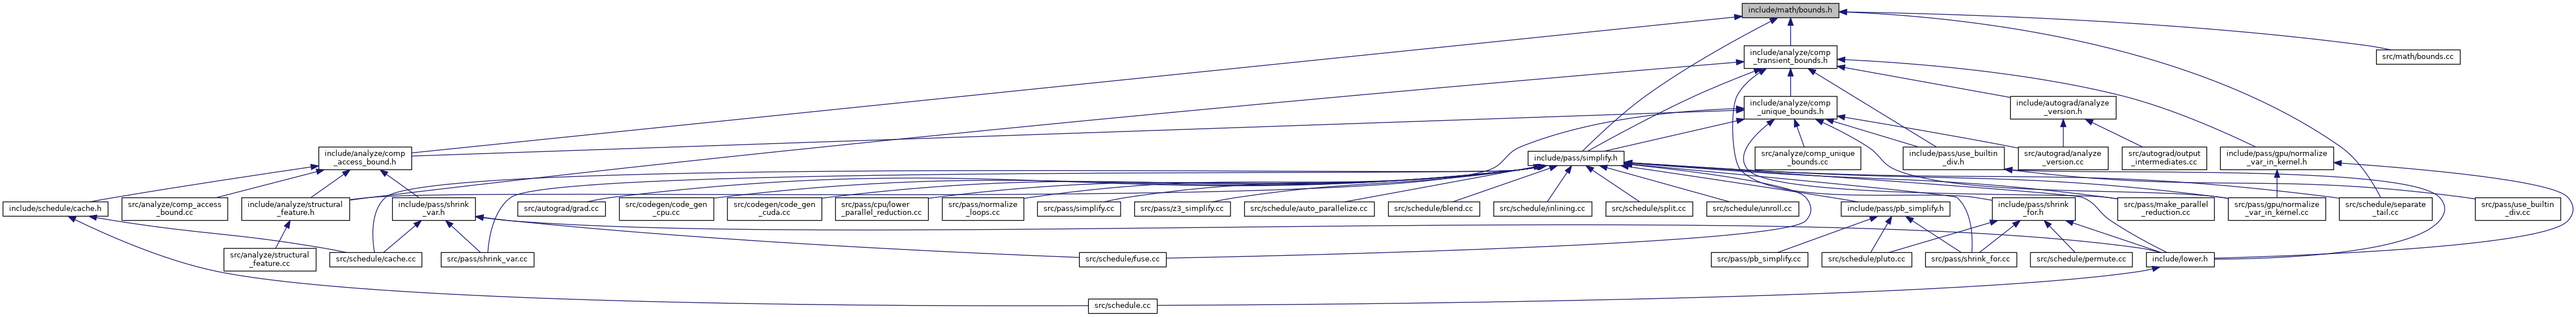 include/math/bounds.h
include/analyze/comp
_transient_bounds.h
src/math/bounds.cc
include/analyze/comp
_unique_bounds.h
include/autograd/analyze
_version.h
include/analyze/comp
_access_bound.h
include/pass/simplify.h
src/analyze/comp_unique
_bounds.cc
include/pass/use_builtin
_div.h
src/autograd/analyze
_version.cc
src/autograd/output
_intermediates.cc
include/pass/gpu/normalize
_var_in_kernel.h
include/schedule/cache.h
src/analyze/comp_access
_bound.cc
include/analyze/structural
_feature.h
include/pass/shrink
_var.h
src/autograd/grad.cc
src/codegen/code_gen
_cpu.cc
src/codegen/code_gen
_cuda.cc
src/pass/cpu/lower
_parallel_reduction.cc
src/pass/normalize
_loops.cc
src/pass/simplify.cc
src/pass/z3_simplify.cc
src/schedule/auto_parallelize.cc
src/schedule/blend.cc
src/schedule/inlining.cc
src/schedule/split.cc
src/schedule/unroll.cc
include/pass/pb_simplify.h
include/pass/shrink
_for.h
src/pass/make_parallel
_reduction.cc
src/pass/gpu/normalize
_var_in_kernel.cc
src/schedule/separate
_tail.cc
src/pass/use_builtin
_div.cc
src/analyze/structural
_feature.cc
src/schedule/cache.cc
src/pass/shrink_var.cc
src/schedule/fuse.cc
src/pass/pb_simplify.cc
src/schedule/pluto.cc
src/pass/shrink_for.cc
src/schedule/permute.cc
include/lower.h
src/schedule.cc